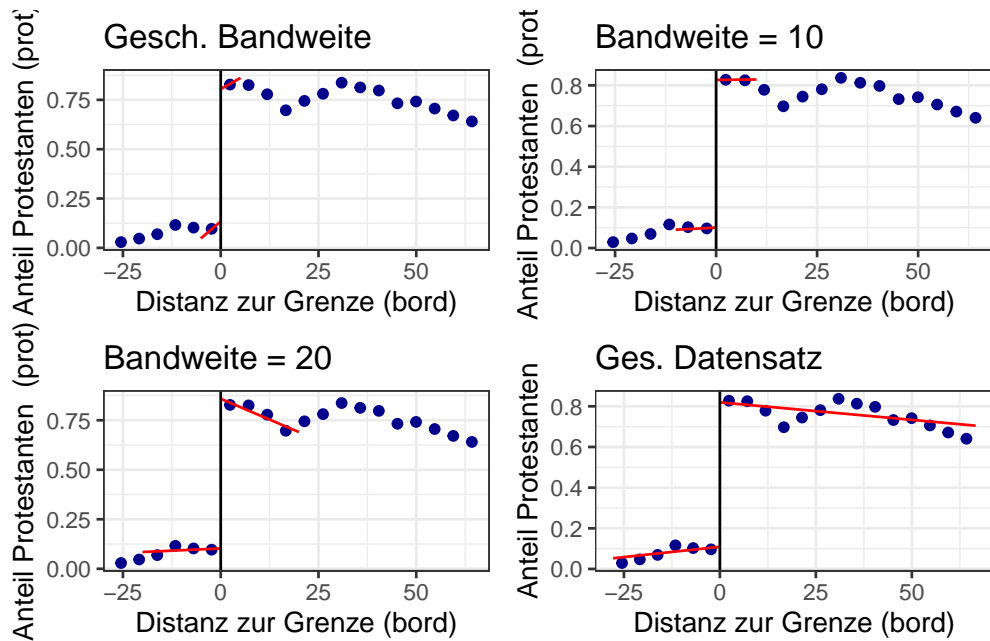 Gesch. Bandweite
Anteil Protestanten (prot)
0.75
0.50
0.25
0.00
−25 0 25 50
Distanz zur Grenze (bord)
Bandweite = 10
Anteil Protestanten (prot
0.8
0.6
0.4
0.2
0.0
−25 0 25 50
Distanz zur Grenze (bord)
Bandweite = 20
Anteil Protestanten (prot)
0.75
0.50
0.25
0.00
−25 0 25 50
Distanz zur Grenze (bord)
Ges. Datensatz
Anteil Protestanten
0.8
0.6
0.4
0.2
0.0
−25 0 25 50
Distanz zur Grenze (bord)